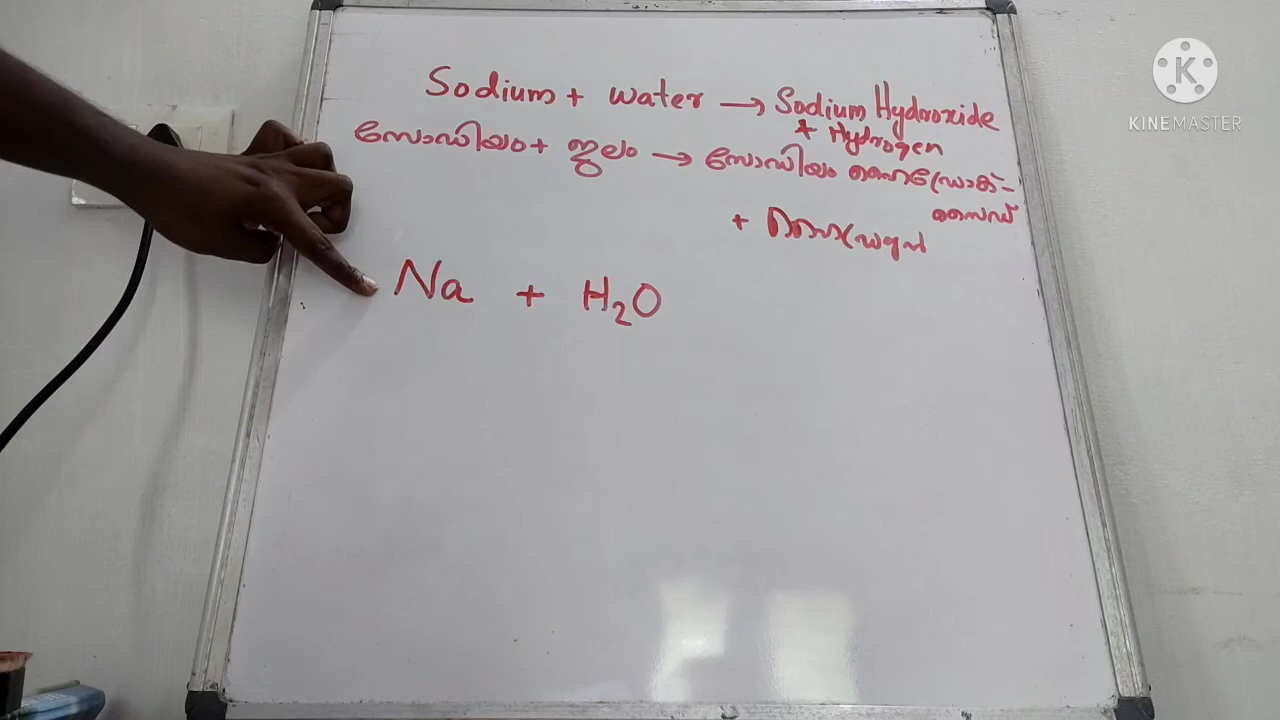 Sodium + water → Sodium Hydroxide
+ Hydrogen
സോഡിയം + ജലം → സോഡിയം ഹൈഡ്രോക്-
സൈഡ്
+ ഹൈഡ്രജൻ
Na + H₂O
K
KINEMASTER